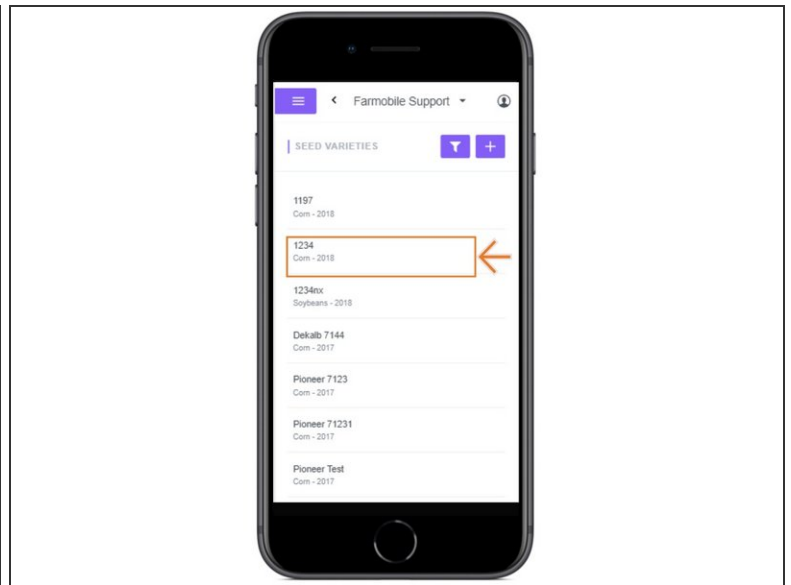 Farmobile Support
SEED VARIETIES
1197
Corn - 2018
1234
Corn - 2018
1234nx
Soybeans - 2018
Dekalb 7144
Corn - 2017
Pioneer 7123
Corn - 2017
Pioneer 71231
Corn - 2017
Pioneer Test
Corn - 2017